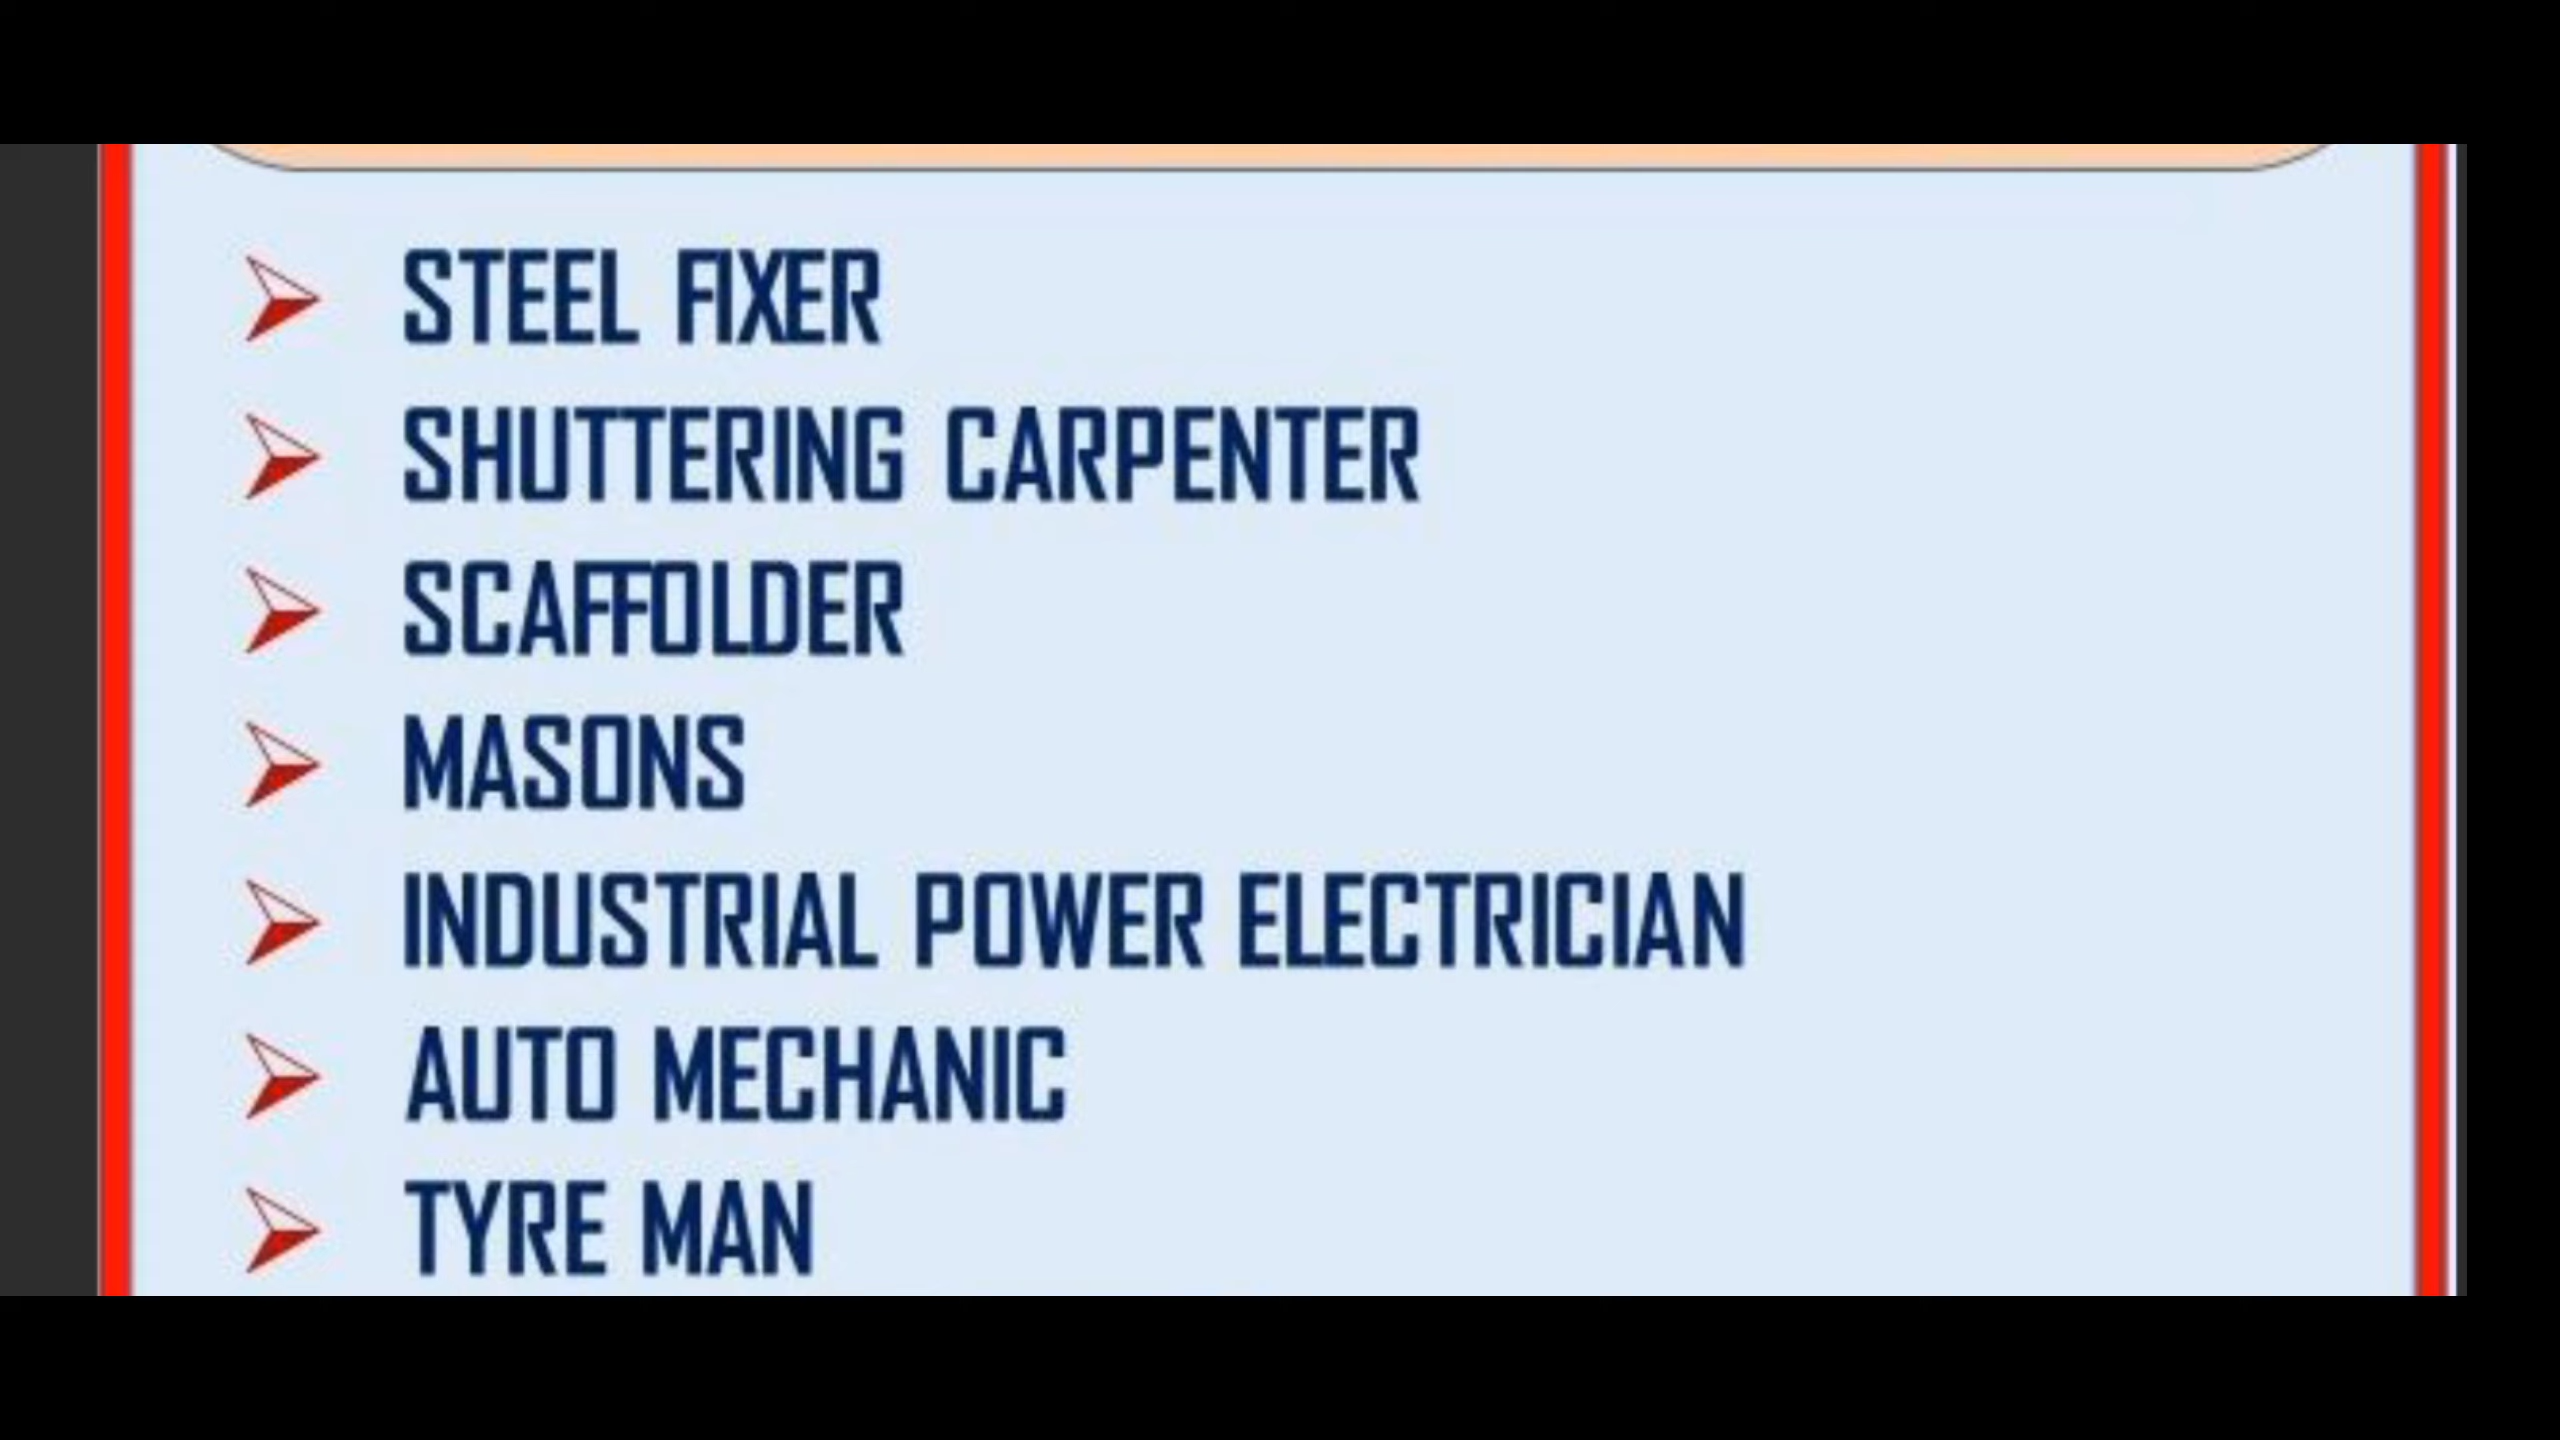 STEEL FIXER
SHUTTERING CARPENTER
SCAFFOLDER
MASONS
INDUSTRIAL POWER ELECTRICIAN
AUTO MECHANIC
TYRE MAN